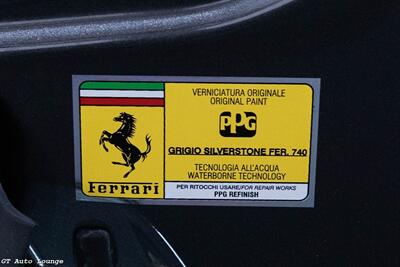 VERNICIATURA ORIGINALE
ORIGINAL PAINT
PPG
GRIGIO SILVERSTONE FER. 740
TECNOLOGIA ALL'ACQUA
WATERBORNE TECHNOLOGY
Ferrari
PER RITOCCHI USARE/FOR REPAIR WORKS
PPG REFINISH
GT Auto Lounge